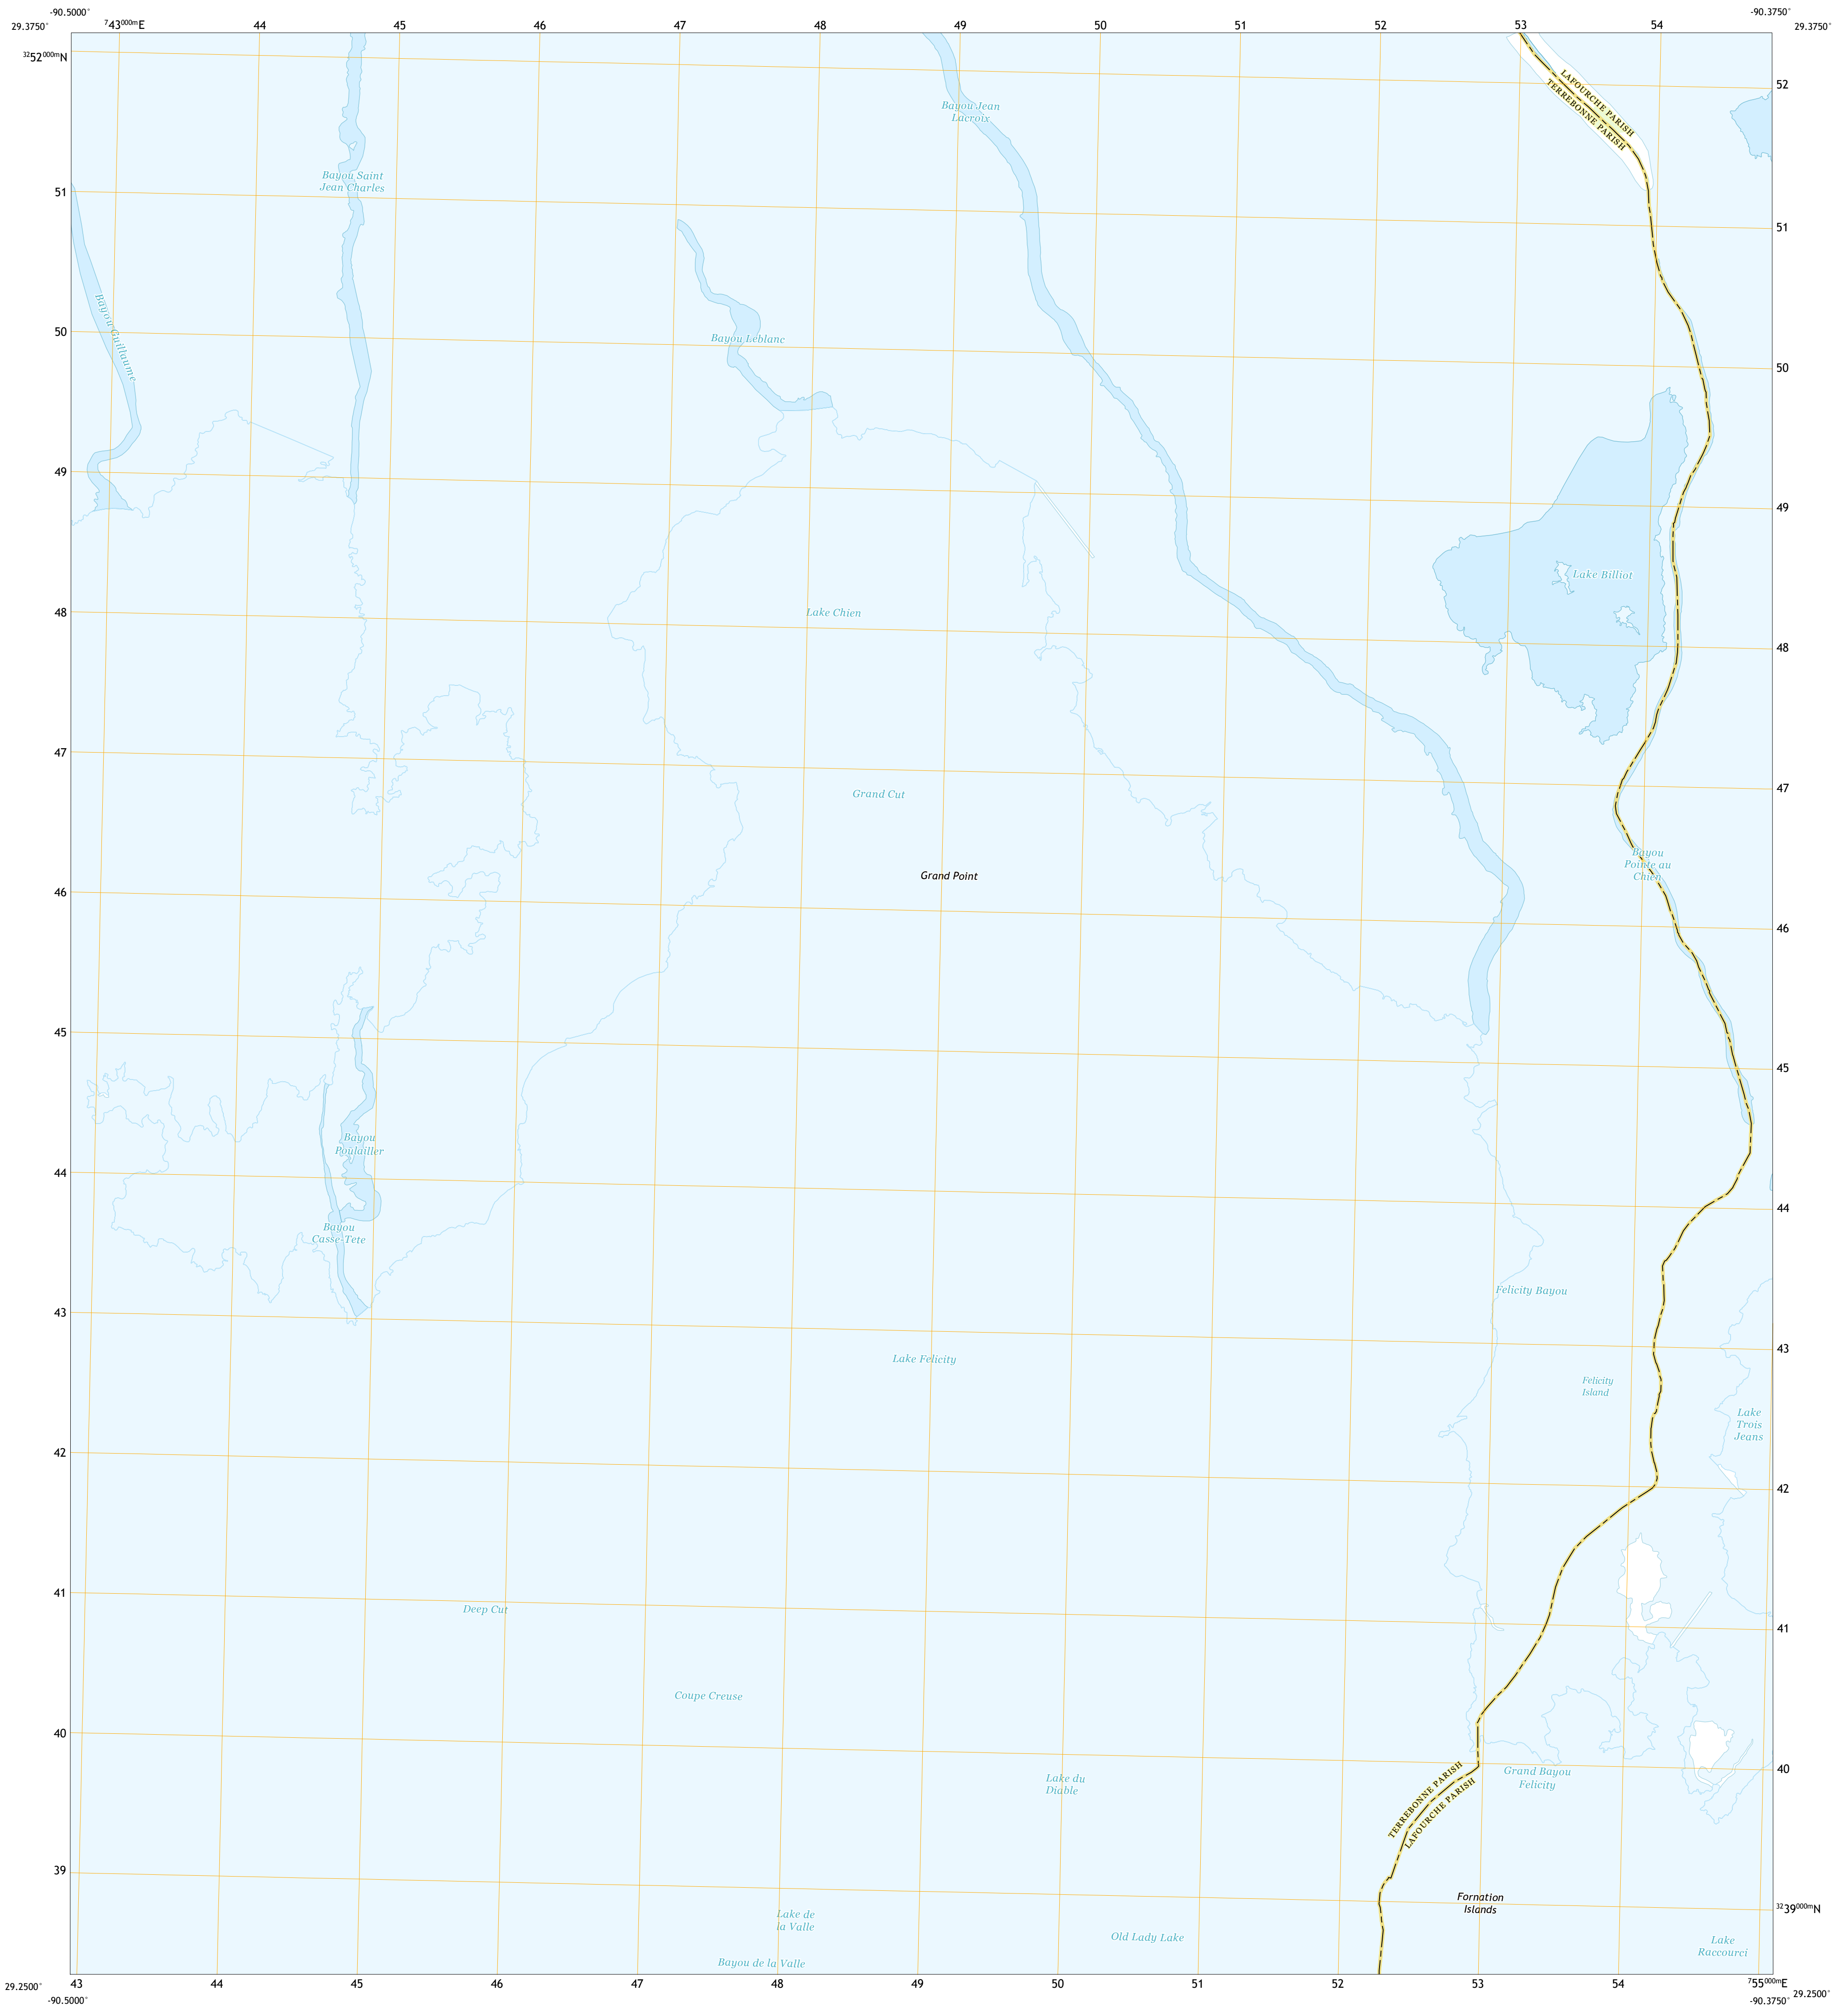 -90.5000°
-90.3750°
29.3750°
743000mE
44
45
46
47
48
49
50
51
52
53
54
29.3750°
3252000mN
52
LAFOURCHE PARISH
TERREBONNE PARISH
Bayou Jean
Lacroix
Bayou Saint
Jean Charles
51
51
Bayou Guillaume
50
Bayou Leblanc
50
49
49
Lake Billiot
48
Lake Chien
48
47
Grand Cut
47
Bayou
Pointe au
Chien
Grand Point
46
46
45
45
Bayou
Poulailler
44
44
Bayou
Casse-Tete
Felicity Bayou
43
43
Lake Felicity
Felicity
Island
Lake
Trois
Jeans
42
42
41
Deep Cut
41
Coupe Creuse
40
40
Lake du
Diable
TERREBONNE PARISH
LAFOURCHE PARISH
Grand Bayou
Felicity
39
Fornation
Islands
3239000mN
Lake de
la Valle
Old Lady Lake
Lake
Raccourci
Bayou de la Valle
29.2500°
43
44
45
46
47
48
49
50
51
52
53
54
755000mE
29.2500°
-90.5000°
-90.3750°